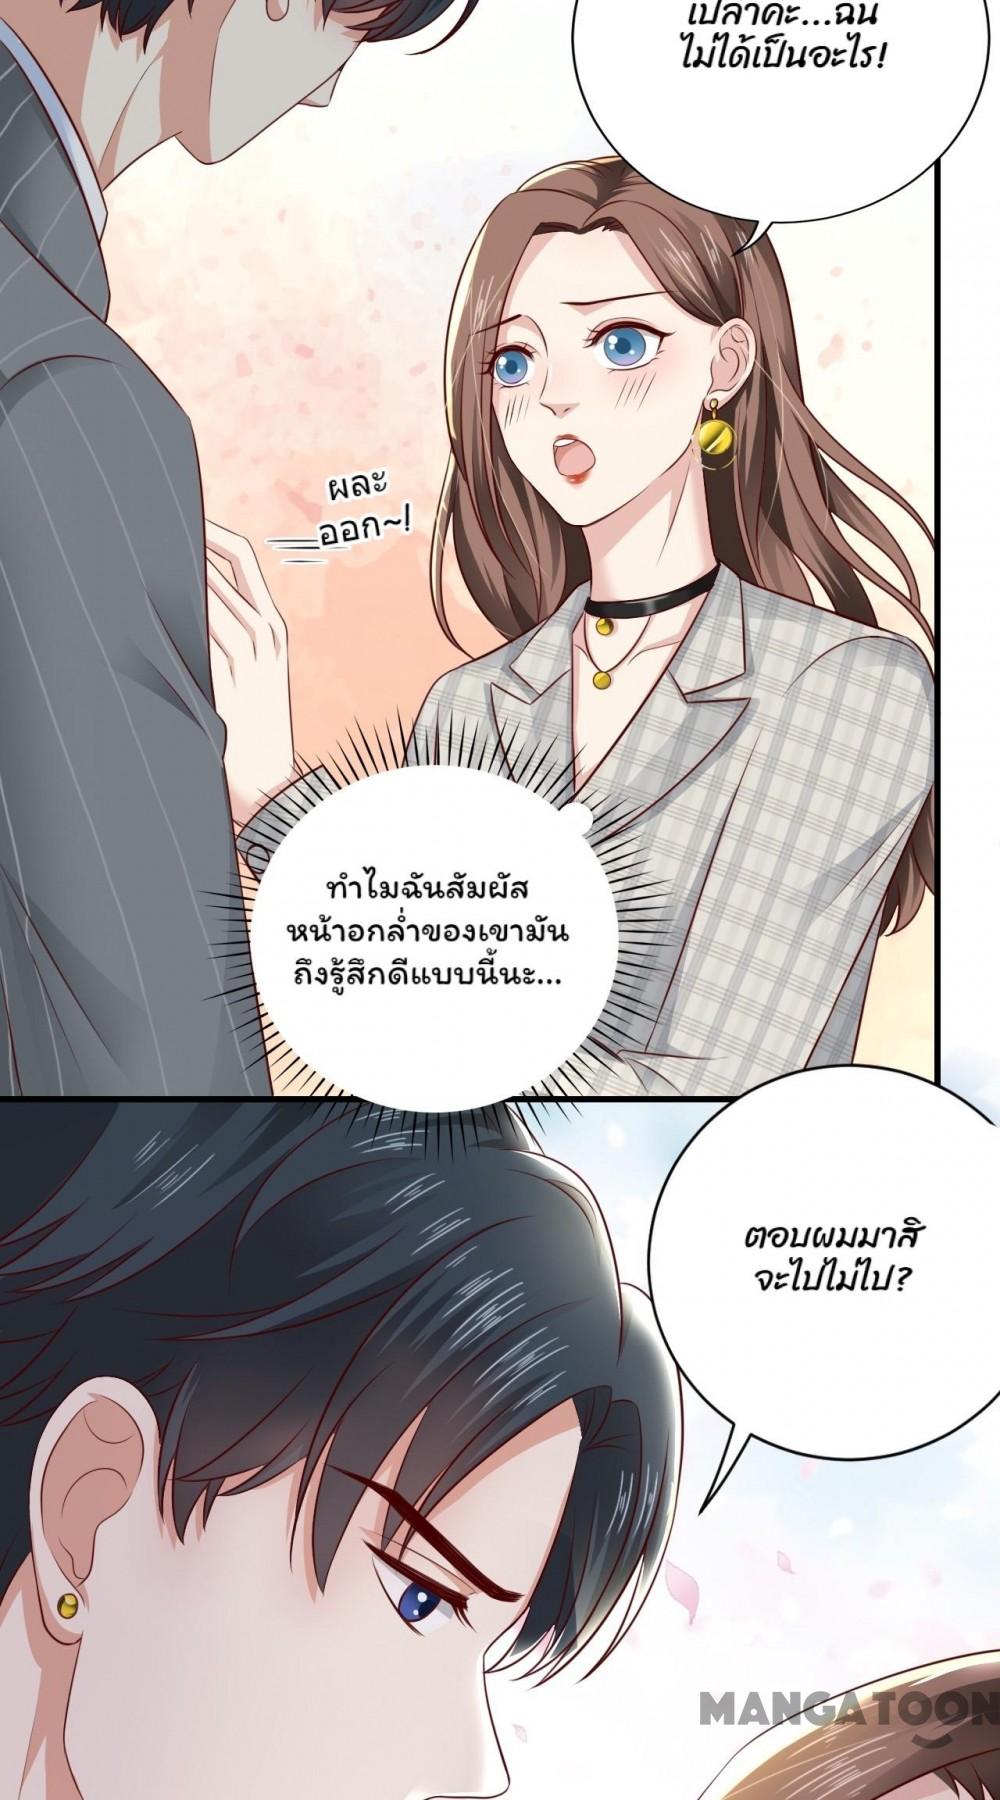 เปล่าค่ะ...ฉัน
ไม่ได้เป็นอะไร!
ผละ
ออก~!
ทำไมฉันสัมผัส
หน้าอกล่ำของเขามัน
ถึงรู้สึกดีแบบนี้นะ...
ตอบผมมาสิ
จะไปไม่ไป?
MANGATOON